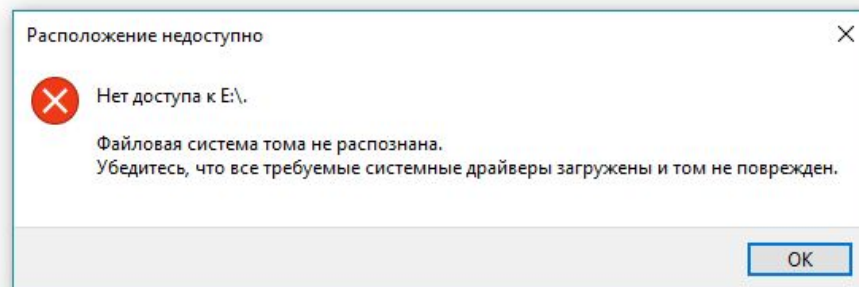 Расположение недоступно
Нет доступа к E:\.
Файловая система тома не распознана.
Убедитесь, что все требуемые системные драйверы загружены и том не поврежден.
OK